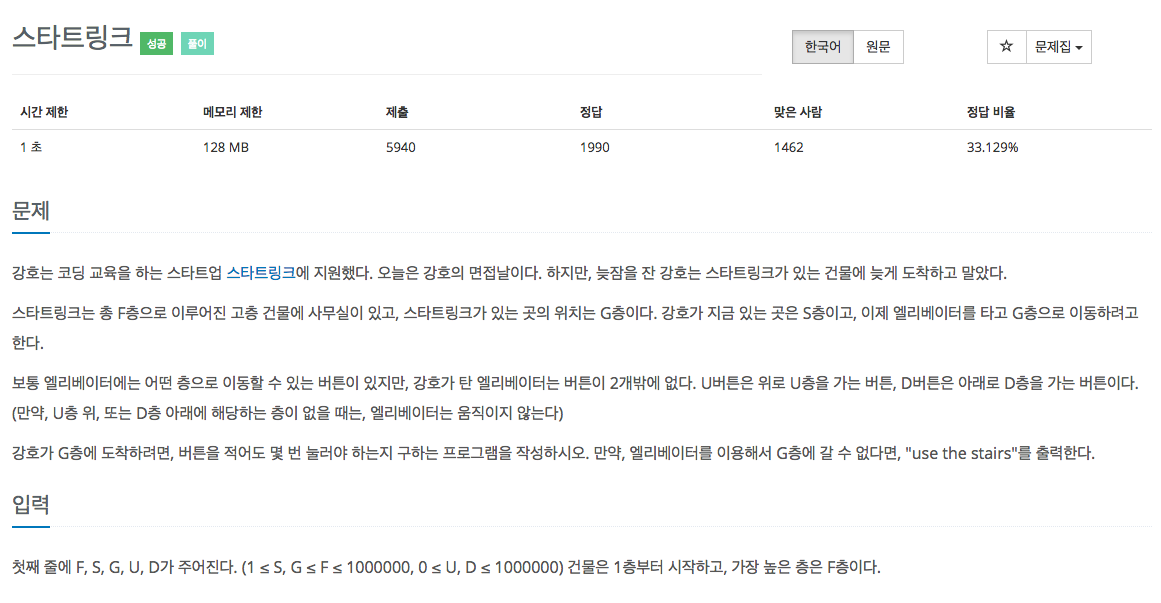 스타트링크 성공 풀이
한국어 원문 ☆ 문제집
시간 제한 메모리 제한 제출 정답 맞은 사람 정답 비율
1 초 128 MB 5940 1990 1462 33.129%
문제
강호는 코딩 교육을 하는 스타트업 스타트링크에 지원했다. 오늘은 강호의 면접날이다. 하지만, 늦잠을 잔 강호는 스타트링크가 있는 건물에 늦게 도착하고 말았다.
스타트링크는 총 F층으로 이루어진 고층 건물에 사무실이 있고, 스타트링크가 있는 곳의 위치는 G층이다. 강호가 지금 있는 곳은 S층이고, 이제 엘리베이터를 타고 G층으로 이동하려고
한다.
보통 엘리베이터에는 어떤 층으로 이동할 수 있는 버튼이 있지만, 강호가 탄 엘리베이터는 버튼이 2개밖에 없다. U버튼은 위로 U층을 가는 버튼, D버튼은 아래로 D층을 가는 버튼이다.
(만약, U층 위, 또는 D층 아래에 해당하는 층이 없을 때는, 엘리베이터는 움직이지 않는다)
강호가 G층에 도착하려면, 버튼을 적어도 몇 번 눌러야 하는지 구하는 프로그램을 작성하시오. 만약, 엘리베이터를 이용해서 G층에 갈 수 없다면, "use the stairs"를 출력한다.
입력
첫째 줄에 F, S, G, U, D가 주어진다. (1 ≤ S, G ≤ F ≤ 1000000, 0 ≤ U, D ≤ 1000000) 건물은 1층부터 시작하고, 가장 높은 층은 F층이다.